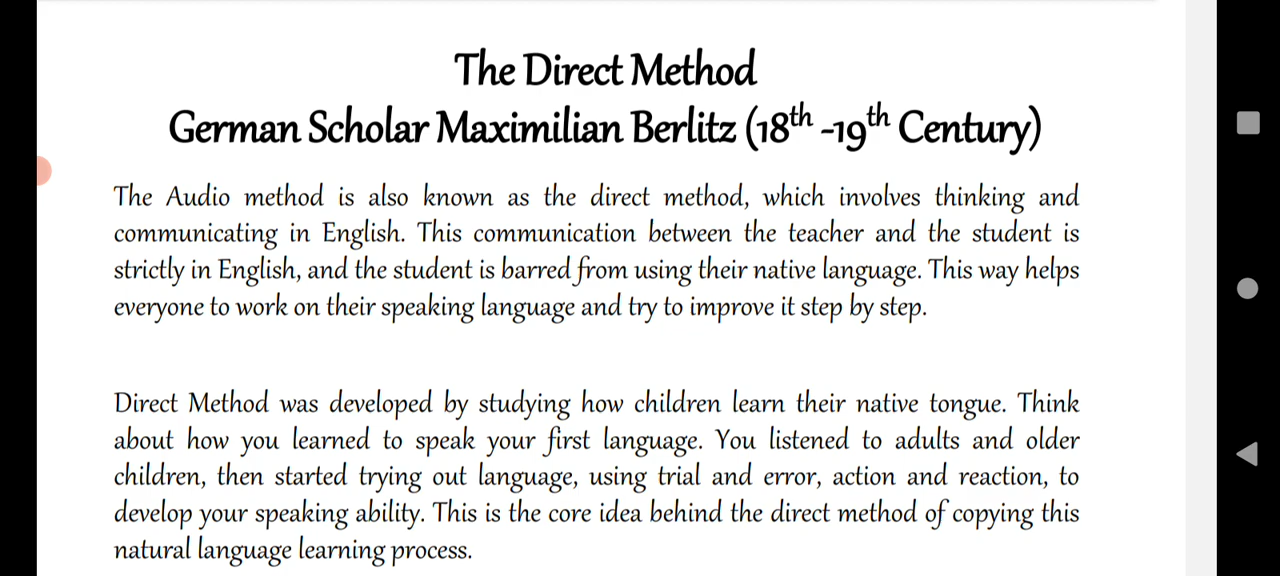 The Direct Method
German Scholar Maximilian Berlitz (18th -19th Century)
The Audio method is also known as the direct method, which involves thinking and
communicating in English. This communication between the teacher and the student is
strictly in English, and the student is barred from using their native language. This way helps
everyone to work on their speaking language and try to improve it step by step.
Direct Method was developed by studying how children learn their native tongue. Think
about how you learned to speak your first language. You listened to adults and older
children, then started trying out language, using trial and error, action and reaction, to
develop your speaking ability. This is the core idea behind the direct method of copying this
natural language learning process.